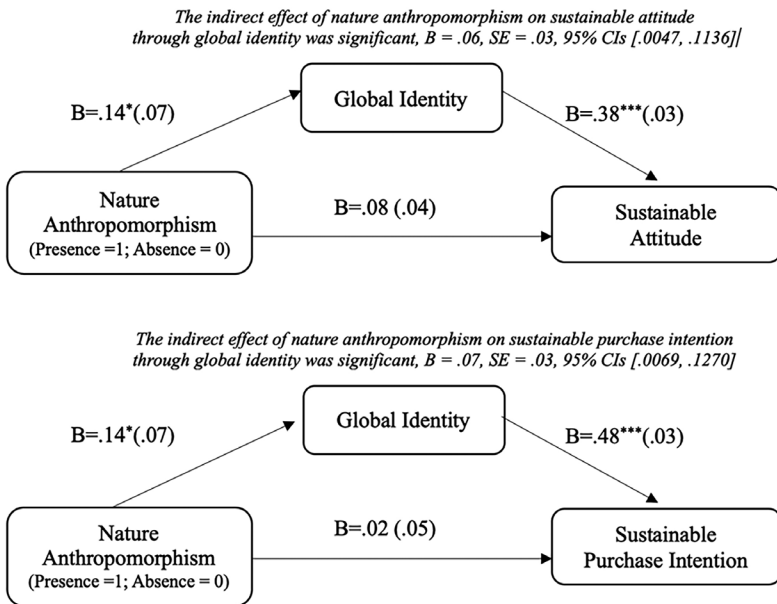 The indirect effect of nature anthropomorphism on sustainable attitude
through global identity was significant, B = .06, SE = .03, 95% CIs [.0047, .1136]|
B=.14*(.07)
Global Identity
B=.38***(.03)
Nature
Anthropomorphism
(Presence =1; Absence = 0)
B=.08 (.04)
Sustainable
Attitude
The indirect effect of nature anthropomorphism on sustainable purchase intention
through global identity was significant, B = .07, SE = .03, 95% CIs [.0069, .1270]
B=.14*(.07)
Global Identity
B=.48***(.03)
Nature
Anthropomorphism
(Presence =1; Absence = 0)
B=.02 (.05)
Sustainable
Purchase Intention